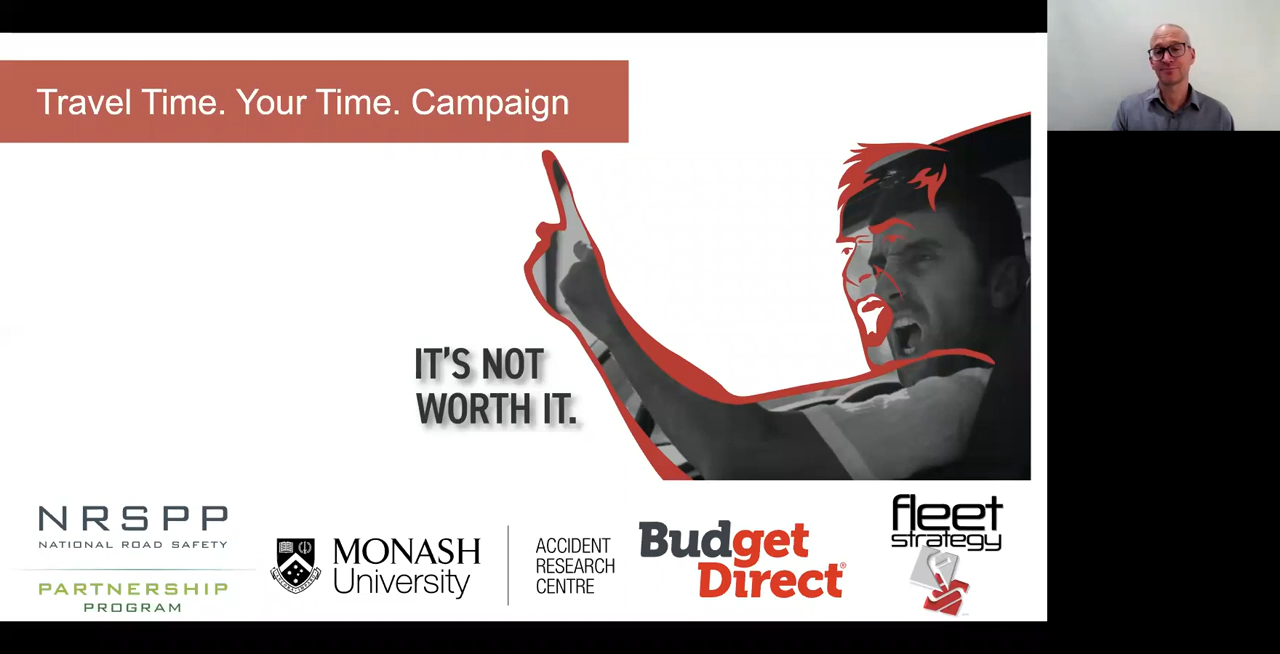 Travel Time. Your Time. Campaign
IT'S NOT
WORTH IT.
NRSPP
NATIONAL ROAD SAFETY
PARTNERSHIP
PROGRAM
MONASH
University
ACCIDENT
RESEARCH
CENTRE
Budget
Direct®
fleet
strategy